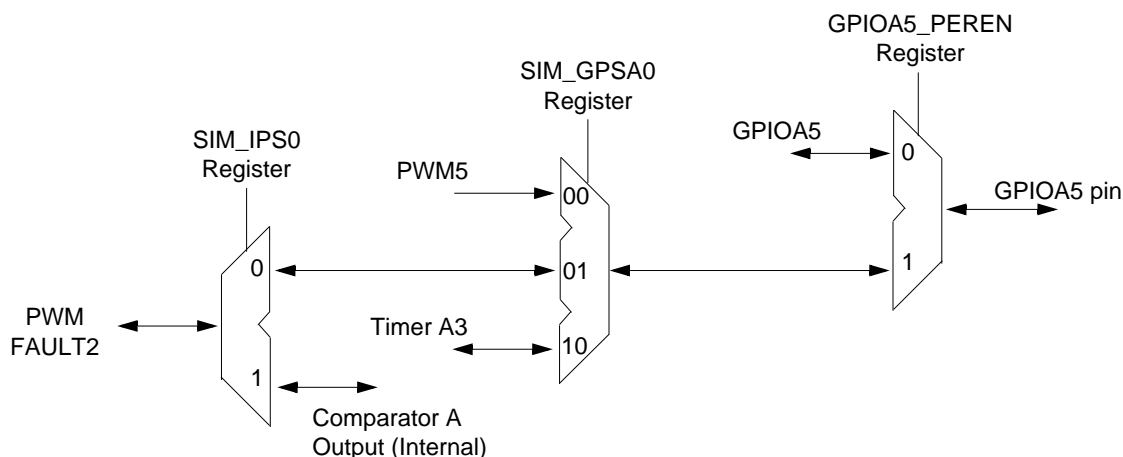 GPIOA5_PEREN
Register
SIM_GPSA0
Register
SIM_IPS0
Register
GPIOA5
0
PWM5
00
GPIOA5 pin
0
01
1
PWM
FAULT2
Timer A3
10
1
Comparator A
Output (Internal)